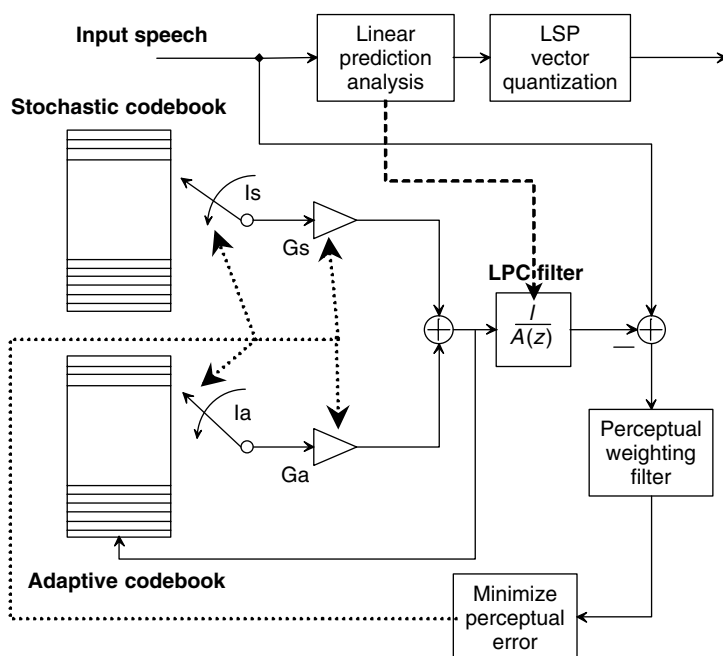 Input speech
Linear
prediction
analysis
LSP
vector
quantization
Stochastic codebook
Is
Gs
LPC filter
I
A(z)
Ia
Ga
Perceptual
weighting
filter
Adaptive codebook
Minimize
perceptual
error